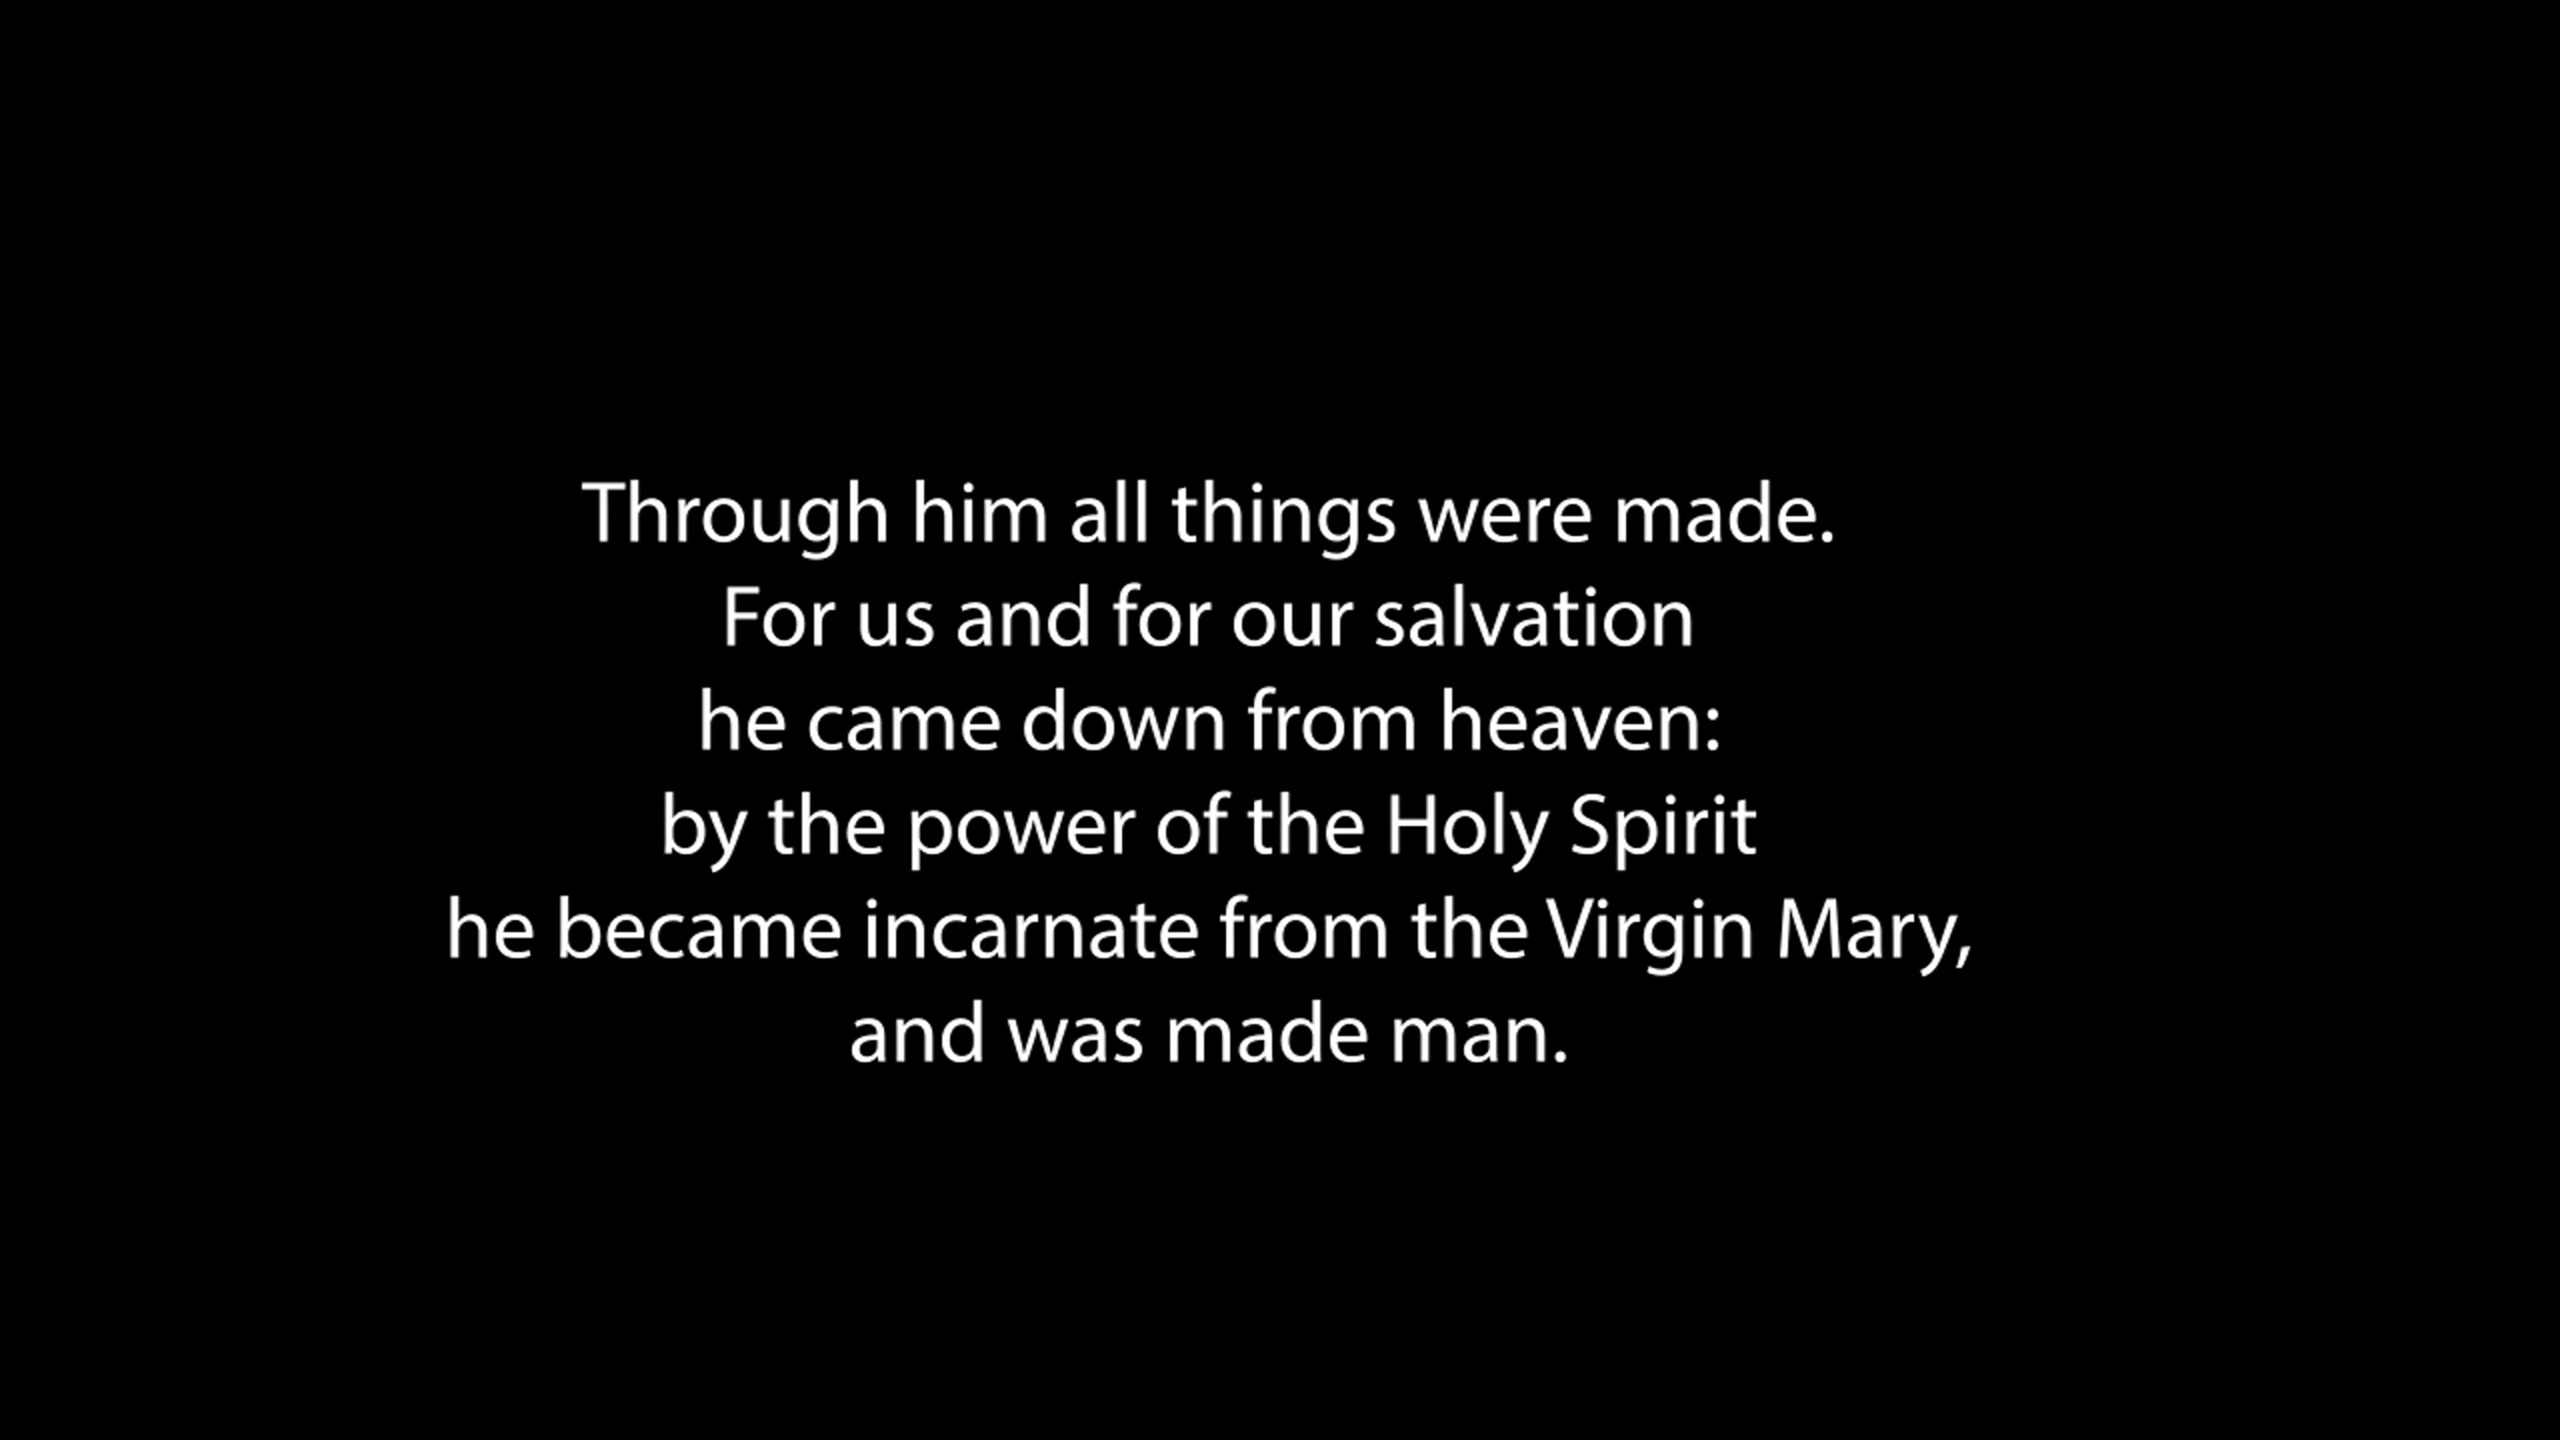 Through him all things were made.
For us and for our salvation
he came down from heaven:
by the power of the Holy Spirit
he became incarnate from the Virgin Mary,
and was made man.